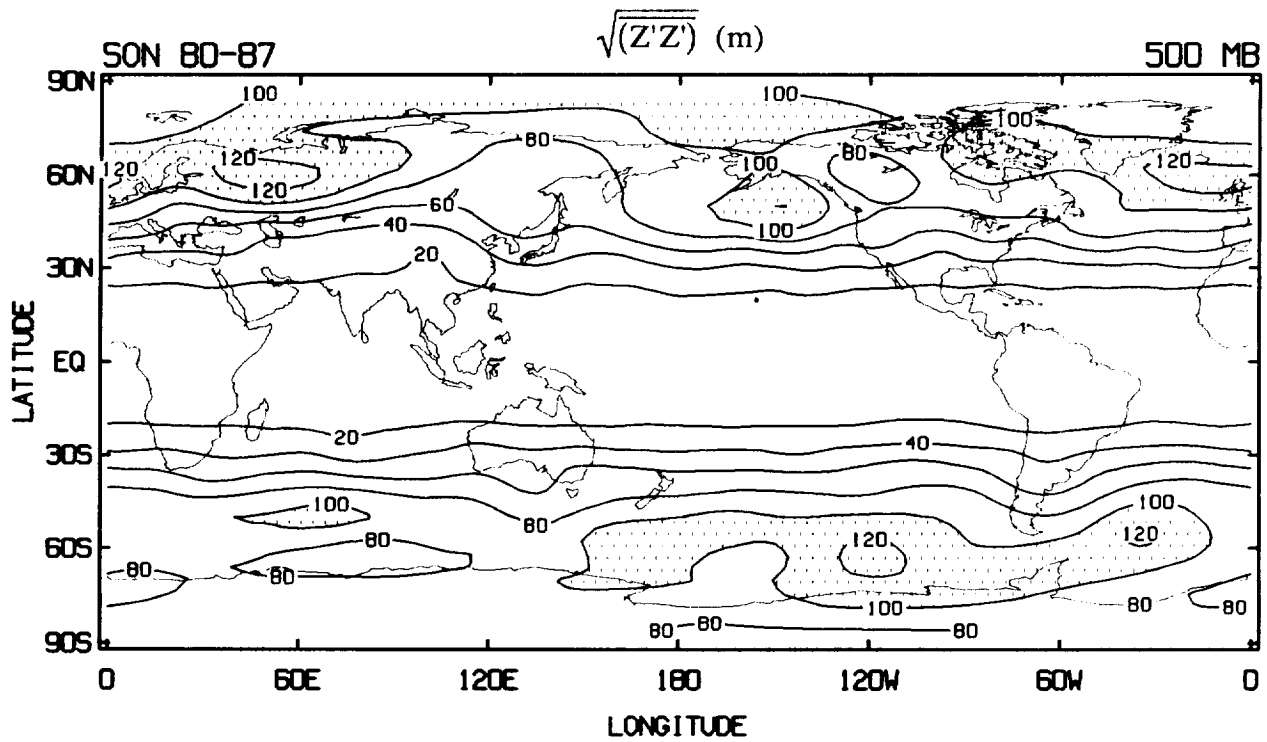 √(Z'Z') (m)
SON 80-87 500 MB
90N
100 100
100
80
120 120 100 80 120
60N
120 60 100
40
20
30N
LATITUDE
EQ
20 40
30S
100 80 100
60S
80 120 120
80 80
100 80 80
80 80 80
90S
0 60E 120E 180 120W 60W 0
LONGITUDE